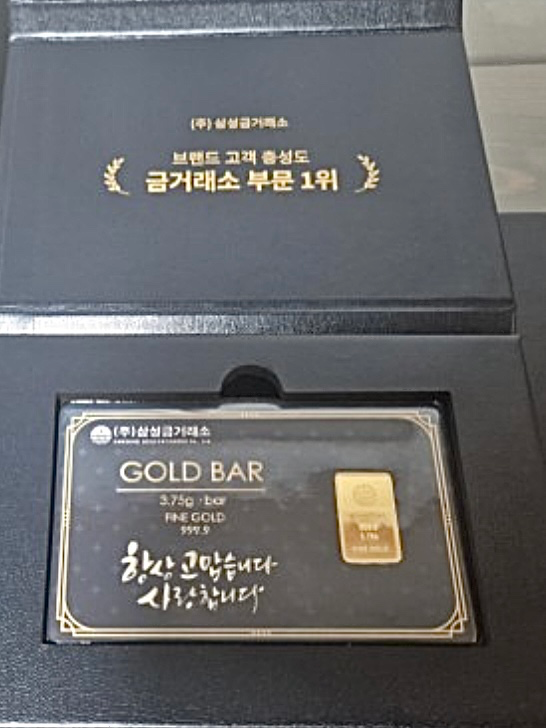 (주)삼성금거래소
브랜드 고객 충성도
금거래소 부문 1위
(주)삼성금거래소
GOLD BAR
3.75g · bar
FINE GOLD
999.9
항상 고맙습니다
사랑합니다